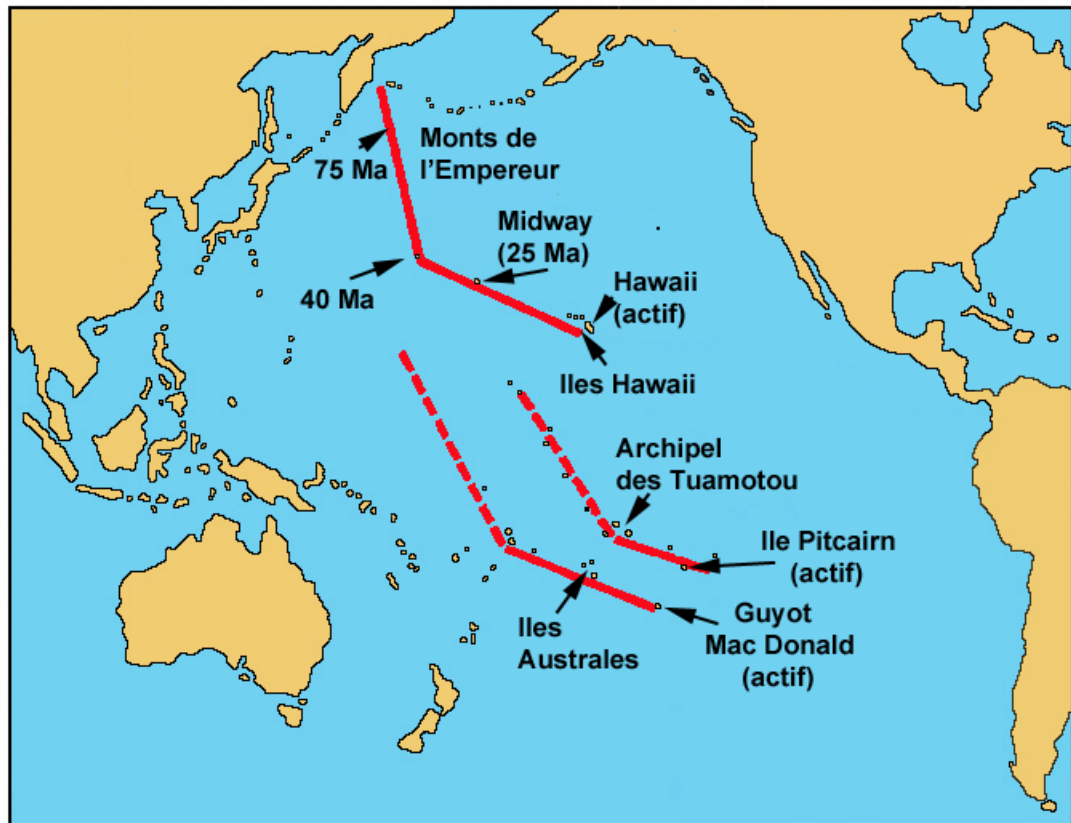 Monts de
l'Empereur
75 Ma
Midway
(25 Ma)
40 Ma
Hawaii
(actif)
Iles Hawaii
Archipel
des Tuamotou
Ile Pitcairn
(actif)
Iles
Australes
Guyot
Mac Donald
(actif)